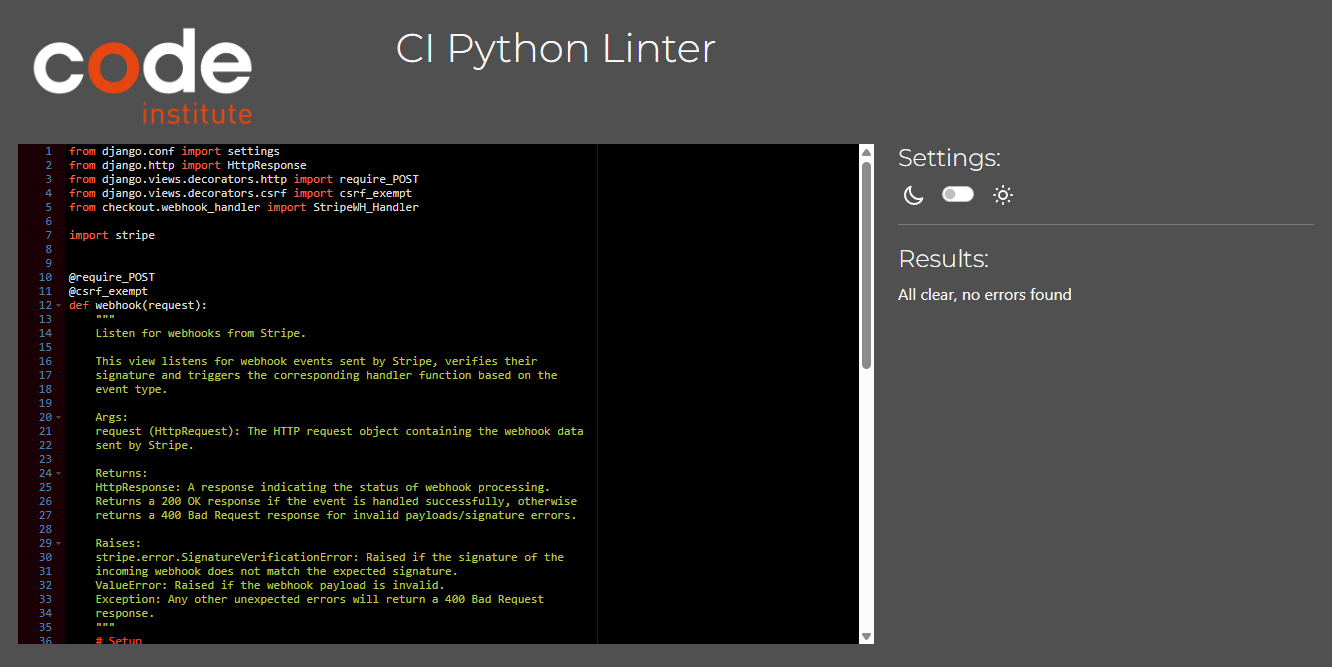 code
institute
CI Python Linter
1 from django.conf import settings
2 from django.http import HttpResponse
3 from django.views.decorators.http import require_POST
4 from django.views.decorators.csrf import csrf_exempt
5 from checkout.webhook_handler import StripeWH_Handler
6
7 import stripe
8
9
10 @require_POST
11 @csrf_exempt
12 def webhook(request):
13     """
14     Listen for webhooks from Stripe.
15
16     This view listens for webhook events sent by Stripe, verifies their
17     signature and triggers the corresponding handler function based on the
18     event type.
19
20     Args:
21     request (HttpRequest): The HTTP request object containing the webhook data
22     sent by Stripe.
23
24     Returns:
25     HttpResponse: A response indicating the status of webhook processing.
26     Returns a 200 OK response if the event is handled successfully, otherwise
27     returns a 400 Bad Request response for invalid payloads/signature errors.
28
29     Raises:
30     stripe.error.SignatureVerificationError: Raised if the signature of the
31     incoming webhook does not match the expected signature.
32     ValueError: Raised if the webhook payload is invalid.
33     Exception: Any other unexpected errors will return a 400 Bad Request
34     response.
35     """
36     # Setup
Settings:
Results:
All clear, no errors found